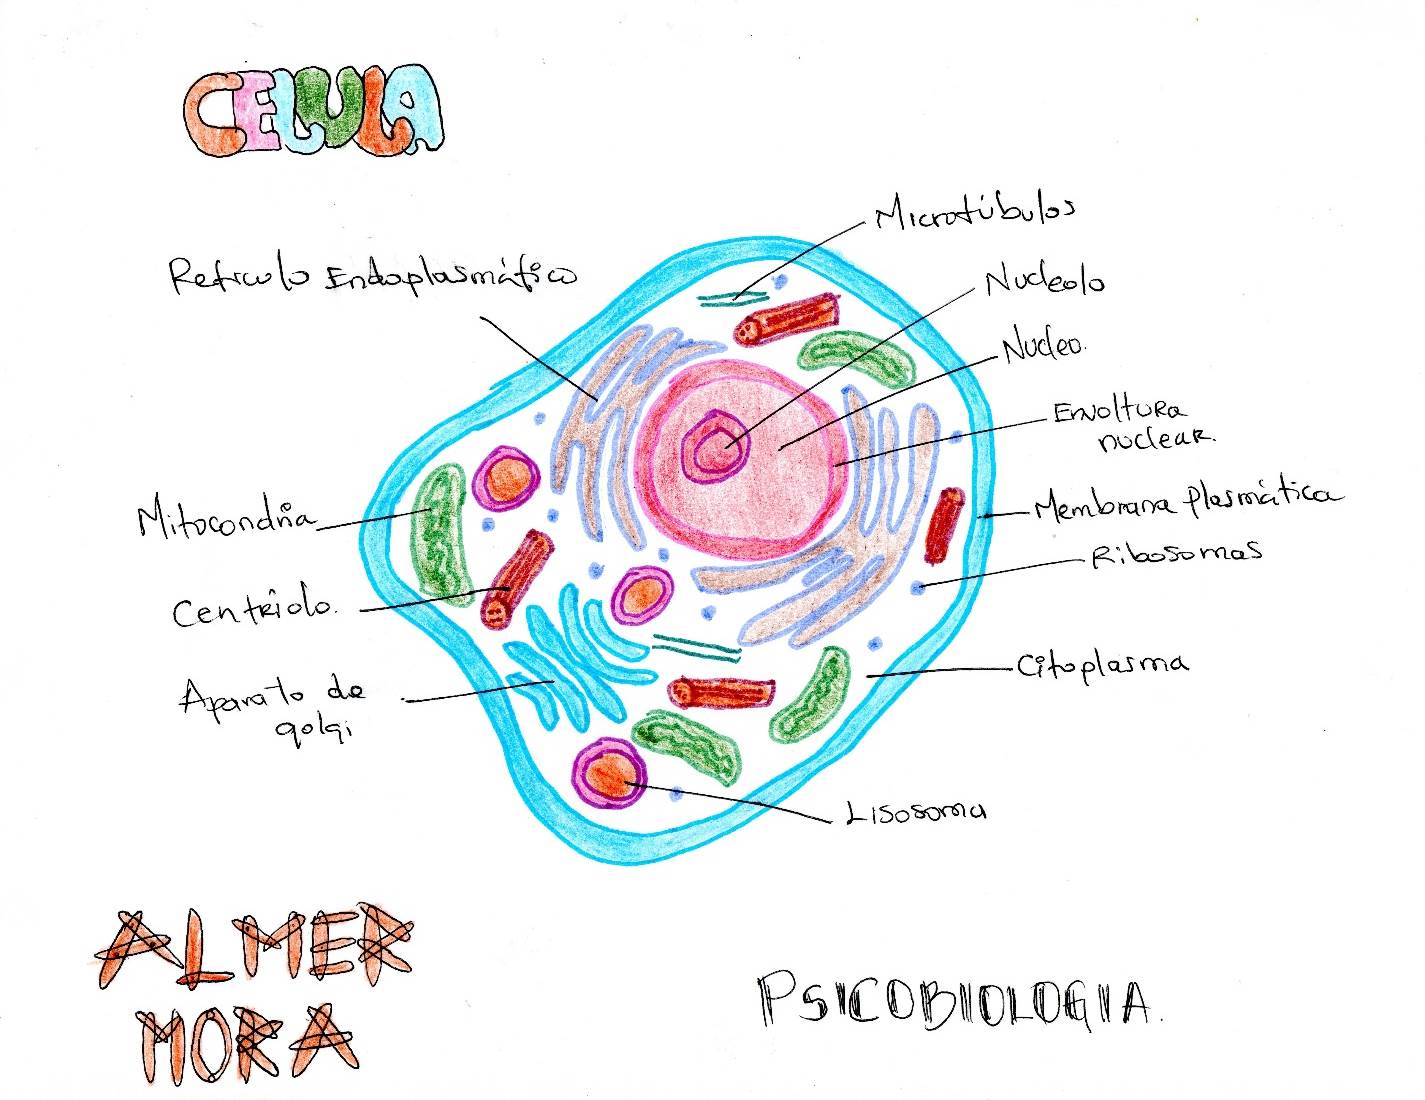 CELULA
Microtúbulos
Retículo Endoplasmático
Nucleolo
Nucleo.
Envoltura
nuclear.
Membrana plasmática
Mitocondria
Ribosomas
Centriolo.
Citoplasma
Aparato de
golgi
Lisosoma
ALMER
MORA
PSICOBIOLOGIA.